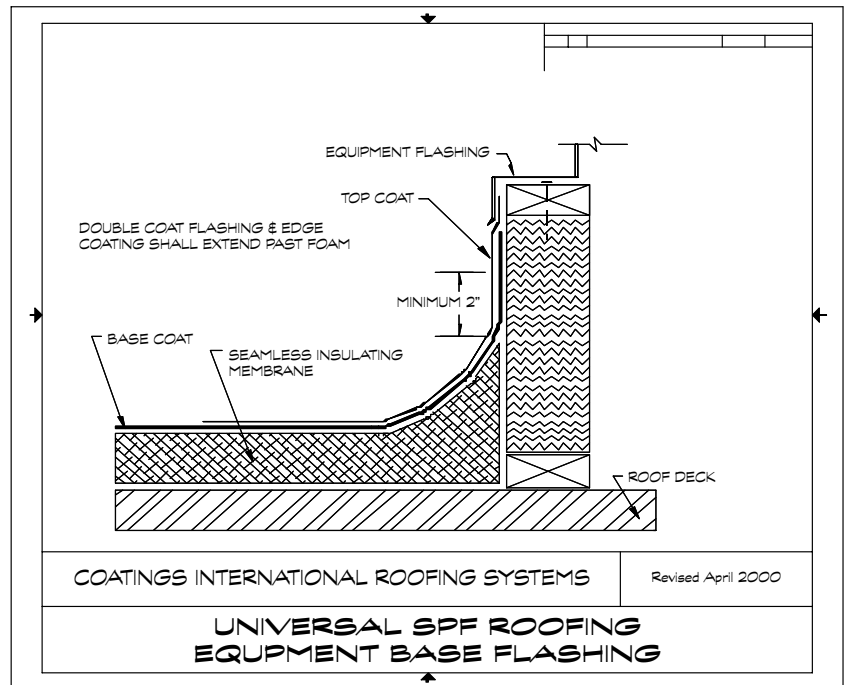 EQUIPMENT FLASHING
TOP COAT
DOUBLE COAT FLASHING & EDGE
COATING SHALL EXTEND PAST FOAM
MINIMUM 2"
BASE COAT
SEAMLESS INSULATING
MEMBRANE
ROOF DECK
COATINGS INTERNATIONAL ROOFING SYSTEMS
Revised April 2000
UNIVERSAL SPF ROOFING
EQUPMENT BASE FLASHING